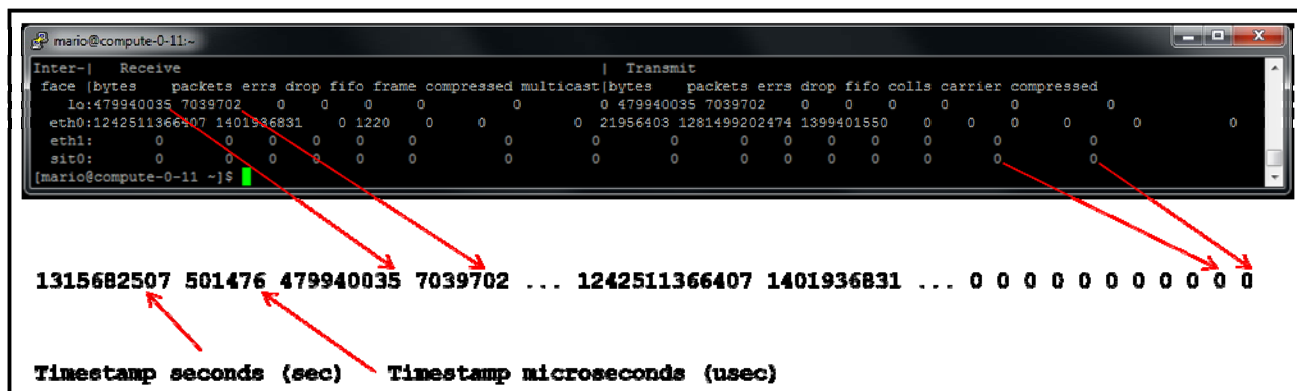 mario@compute-0-11:~
Inter-| Receive | Transmit
face |bytes packets errs drop fifo frame compressed multicast|bytes packets errs drop fifo colls carrier compressed
lo:479940035 7039702 0 0 0 0 0 0 479940035 7039702 0 0 0 0 0 0
eth0:1242511366407 1401936831 0 1220 0 0 0 21956403 1281499202474 1399401550 0 0 0 0 0 0
eth1: 0 0 0 0 0 0 0 0 0 0 0 0 0 0 0 0
sit0: 0 0 0 0 0 0 0 0 0 0 0 0 0 0 0 0
[mario@compute-0-11 ~]$
1315682507 501476 479940035 7039702 ... 1242511366407 1401936831 ... 0 0 0 0 0 0 0 0 0 0 0
Timestamp seconds (sec) Timestamp microseconds (usec)